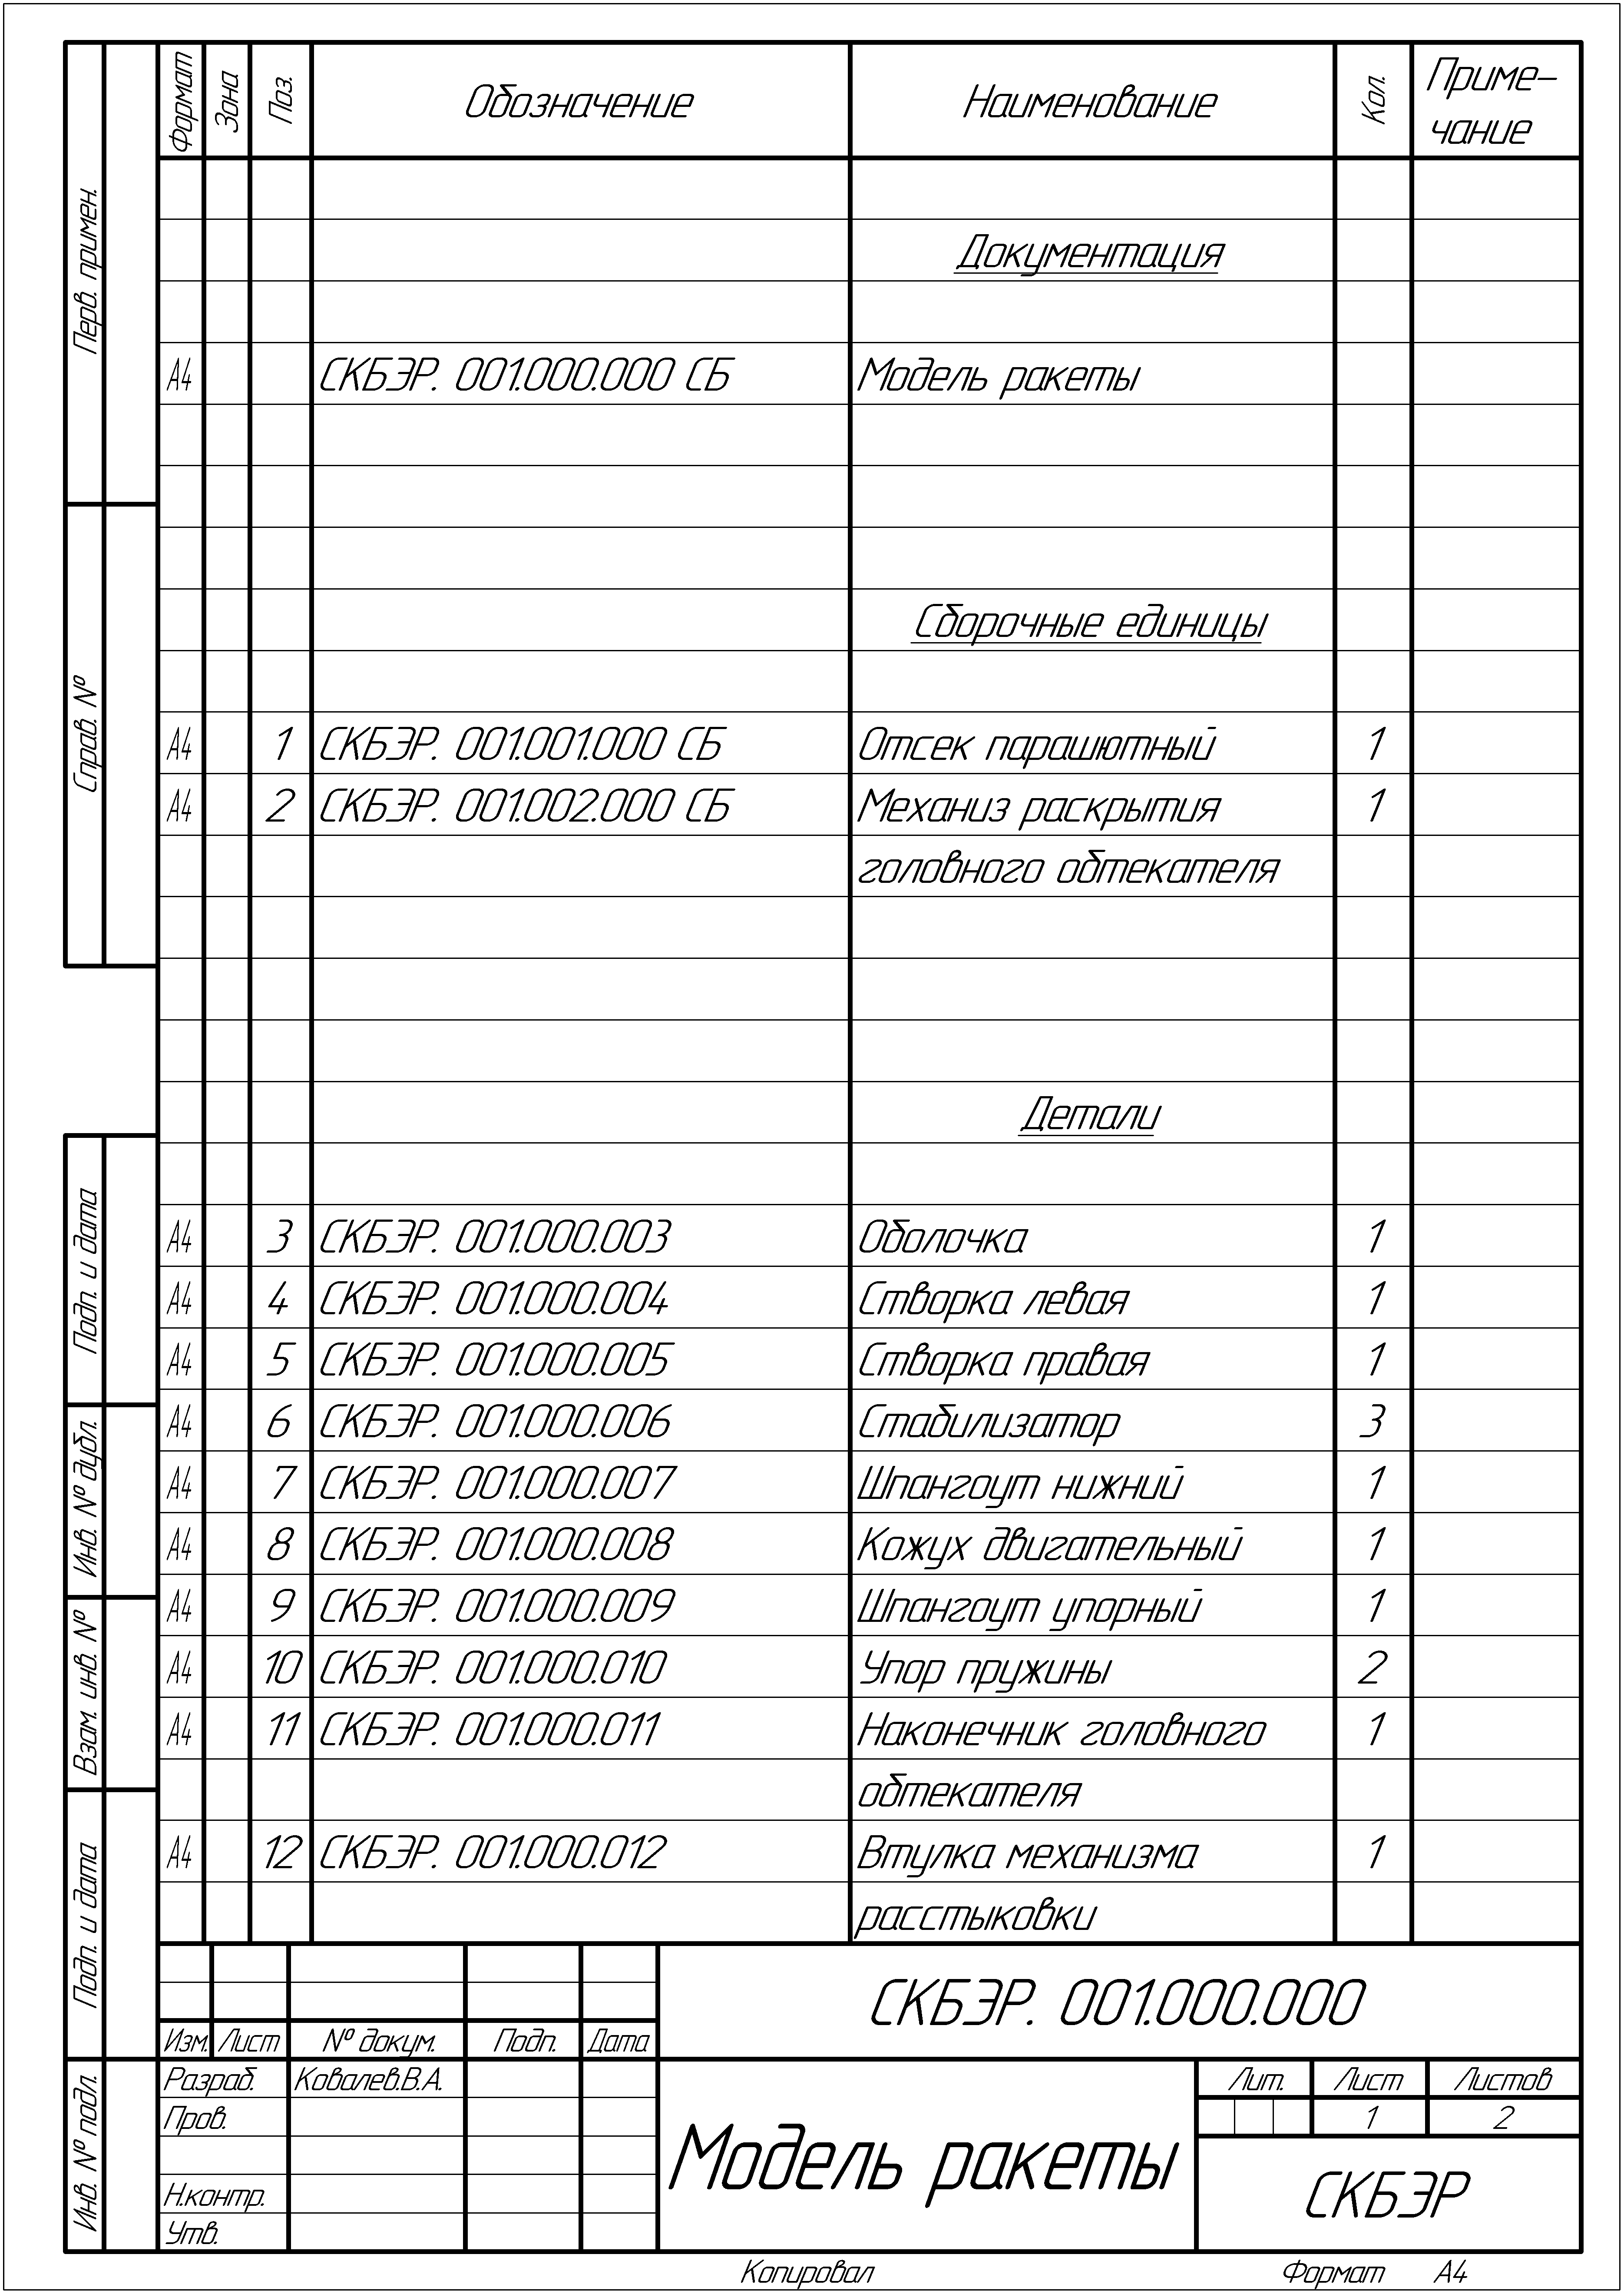 Перв. примен.
Справ. №
Подп. и дата
Инв. № дубл.
Взам. инв. №
Подп. и дата
Инв. № подл.
Формат Зона Поз. Обозначение Наименование Кол. Приме-
чание
Документация
А4 СКБЭР. 001.000.000 СБ Модель ракеты
Сборочные единицы
А4 1 СКБЭР. 001.001.000 СБ Отсек парашютный 1
А4 2 СКБЭР. 001.002.000 СБ Механиз раскрытия 1
головного обтекателя
Детали
А4 3 СКБЭР. 001.000.003 Оболочка 1
А4 4 СКБЭР. 001.000.004 Створка левая 1
А4 5 СКБЭР. 001.000.005 Створка правая 1
А4 6 СКБЭР. 001.000.006 Стабилизатор 3
А4 7 СКБЭР. 001.000.007 Шпангоут нижний 1
А4 8 СКБЭР. 001.000.008 Кожух двигательный 1
А4 9 СКБЭР. 001.000.009 Шпангоут упорный 1
А4 10 СКБЭР. 001.000.010 Упор пружины 2
А4 11 СКБЭР. 001.000.011 Наконечник головного 1
обтекателя
А4 12 СКБЭР. 001.000.012 Втулка механизма 1
расстыковки
СКБЭР. 001.000.000
Изм. Лист № докум. Подп. Дата
Разраб. Ковалев.В.А.
Пров.
Н.контр.
Утв.
Модель ракеты
Лит. Лист Листов
1 2
СКБЭР
Копировал Формат А4